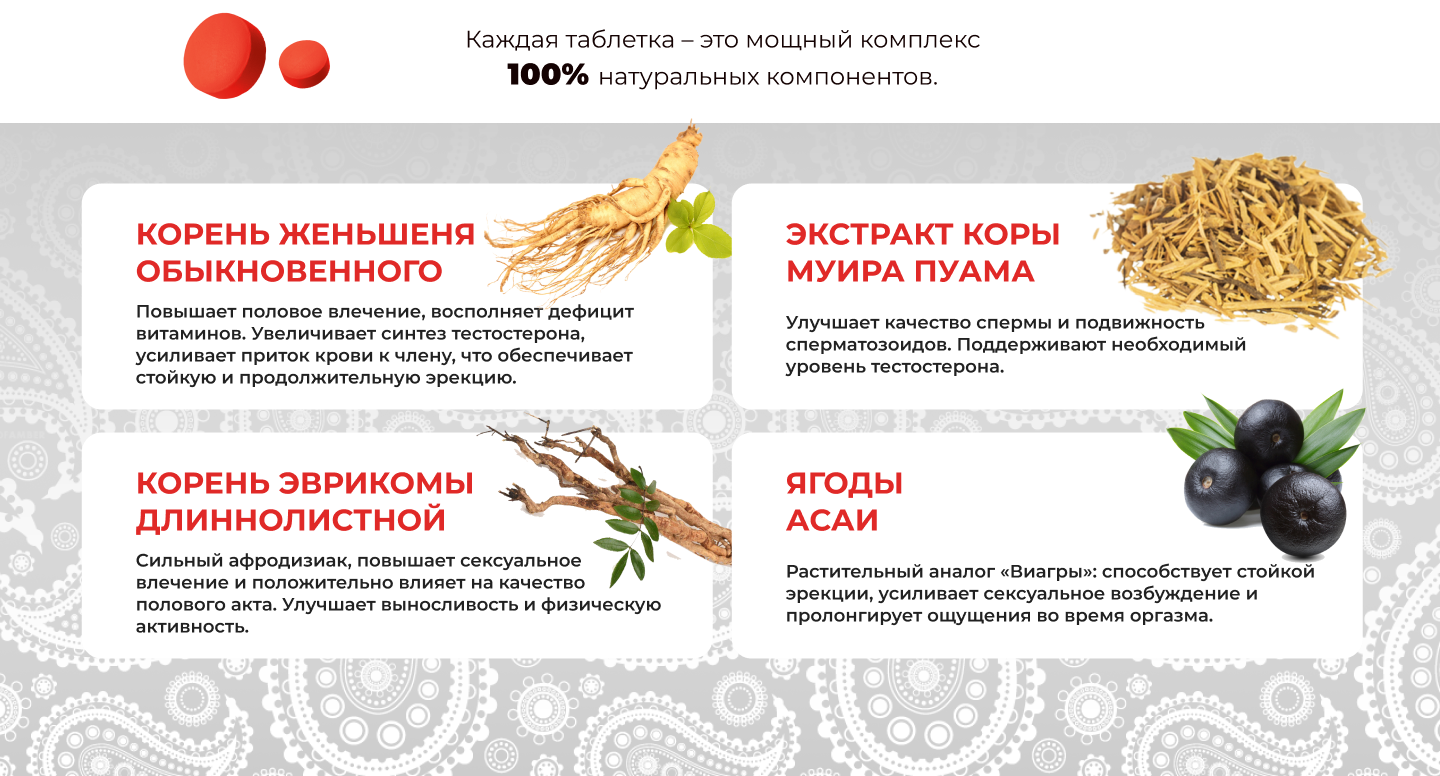 Каждая таблетка – это мощный комплекс
100% натуральных компонентов.
КОРЕНЬ ЖЕНЬШЕНЯ
ОБЫКНОВЕННОГО
Повышает половое влечение, восполняет дефицит
витаминов. Увеличивает синтез тестостерона,
усиливает приток крови к члену, что обеспечивает
стойкую и продолжительную эрекцию.
ЭКСТРАКТ КОРЫ
МУИРА ПУАМА
Улучшает качество спермы и подвижность
сперматозоидов. Поддерживают необходимый
уровень тестостерона.
КОРЕНЬ ЭВРИКОМЫ
ДЛИННОЛИСТНОЙ
Сильный афродизиак, повышает сексуальное
влечение и положительно влияет на качество
полового акта. Улучшает выносливость и физическую
активность.
ЯГОДЫ
АСАИ
Растительный аналог «Виагры»: способствует стойкой
эрекции, усиливает сексуальное возбуждение и
пролонгирует ощущения во время оргазма.